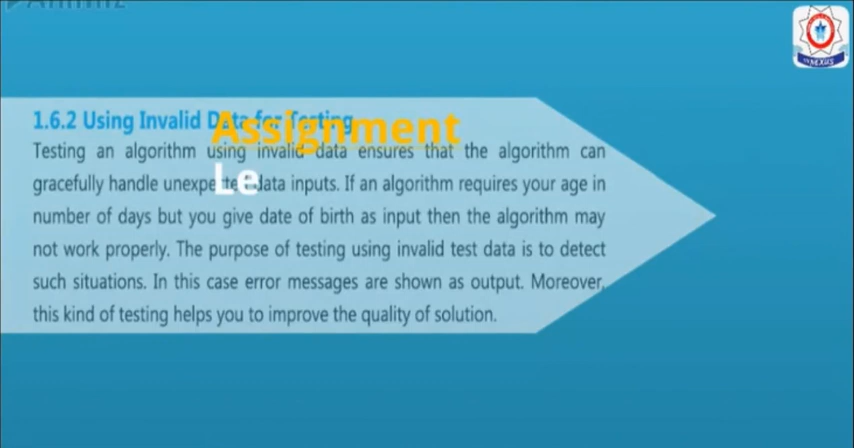 1.6.2 Using Invalid Data for Testing
Assignment
Testing an algorithm using invalid data ensures that the algorithm can
Le
gracefully handle unexpected data inputs. If an algorithm requires your age in
number of days but you give date of birth as input then the algorithm may
not work properly. The purpose of testing using invalid test data is to detect
such situations. In this case error messages are shown as output. Moreover,
this kind of testing helps you to improve the quality of solution.